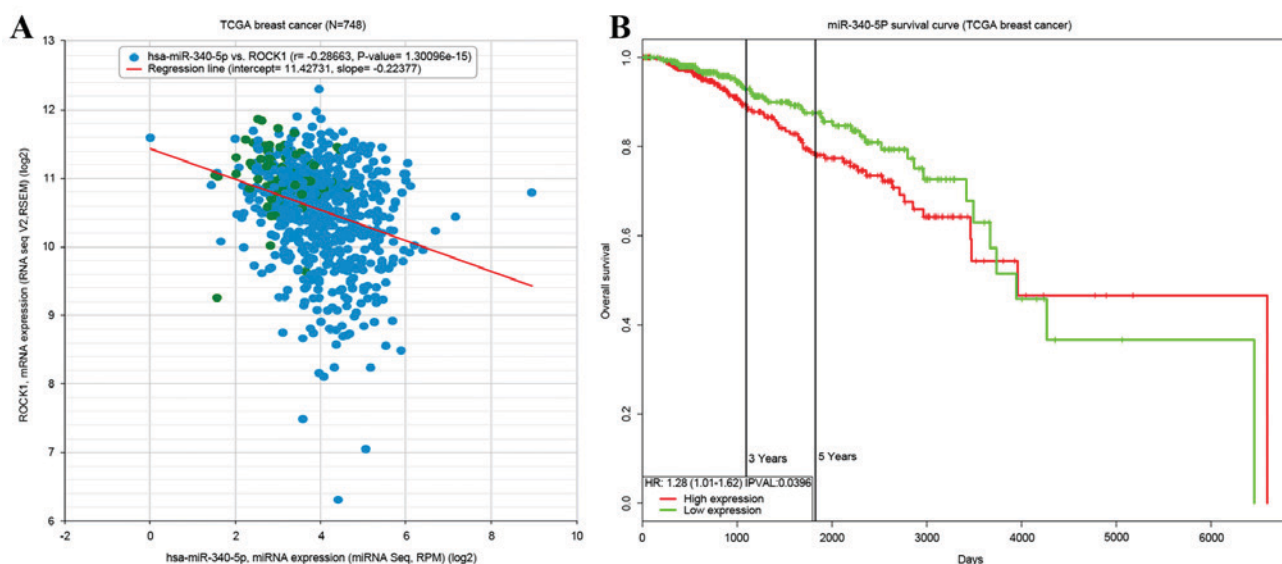 A
TCGA breast cancer (N=748)
hsa-miR-340-5p vs. ROCK1 (r= -0.28663, P-value= 1.30096e-15)
Regression line (intercept= 11.42731, slope= -0.22377)
13
12
11
10
9
8
7
6
ROCK1, mRNA expression (RNA seq V2,RSEM) (log2)
-2
0
2
4
6
8
10
hsa-miR-340-5p, miRNA expression (miRNA Seq, RPM) (log2)
B
miR-340-5P survival curve (TCGA breast cancer)
1.0
0.8
0.6
0.4
0.2
0.0
Overall survival
3 Years
5 Years
HR: 1.28 (1.01-1.62) IPVAL:0.0396
High expression
Low expression
0
1000
2000
3000
4000
5000
6000
Days